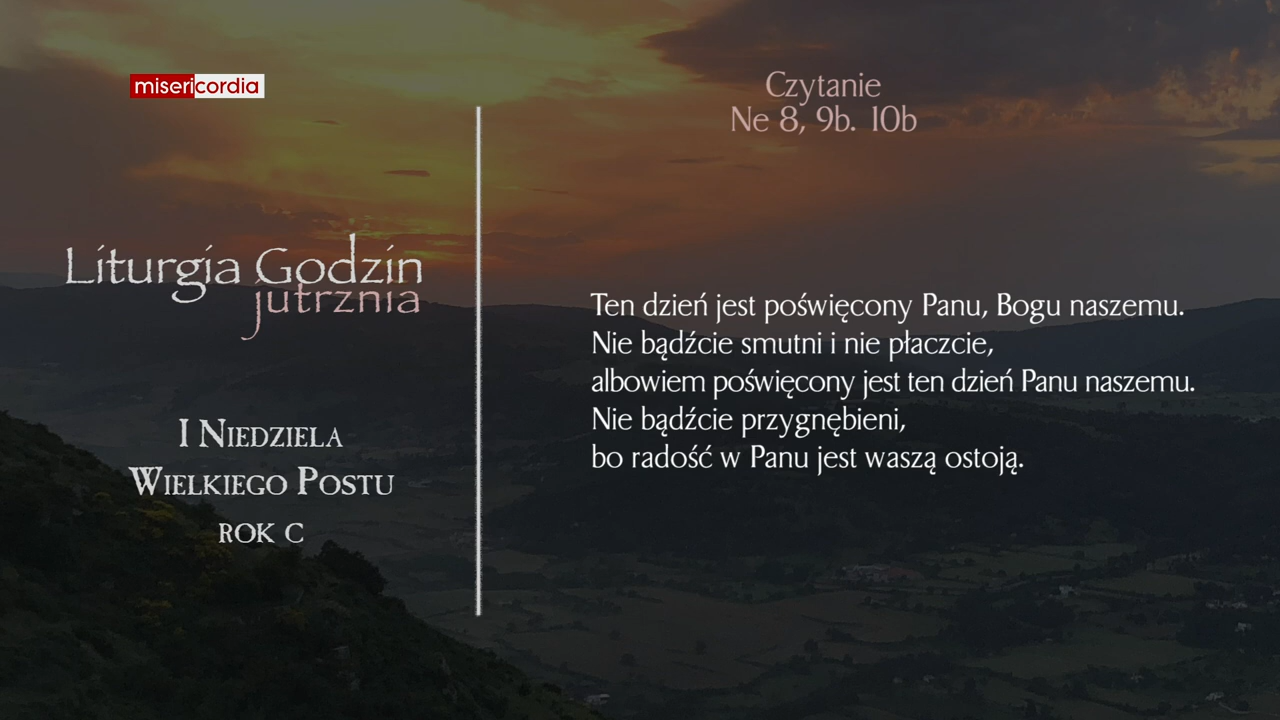 misericordia
Liturgia Godzin
jutrznia
I Niedziela
Wielkiego Postu
rok C
Czytanie
Ne 8, 9b. 10b
Ten dzień jest poświęcony Panu, Bogu naszemu.
Nie bądźcie smutni i nie płaczcie,
albowiem poświęcony jest ten dzień Panu naszemu.
Nie bądźcie przygnębieni,
bo radość w Panu jest waszą ostoją.